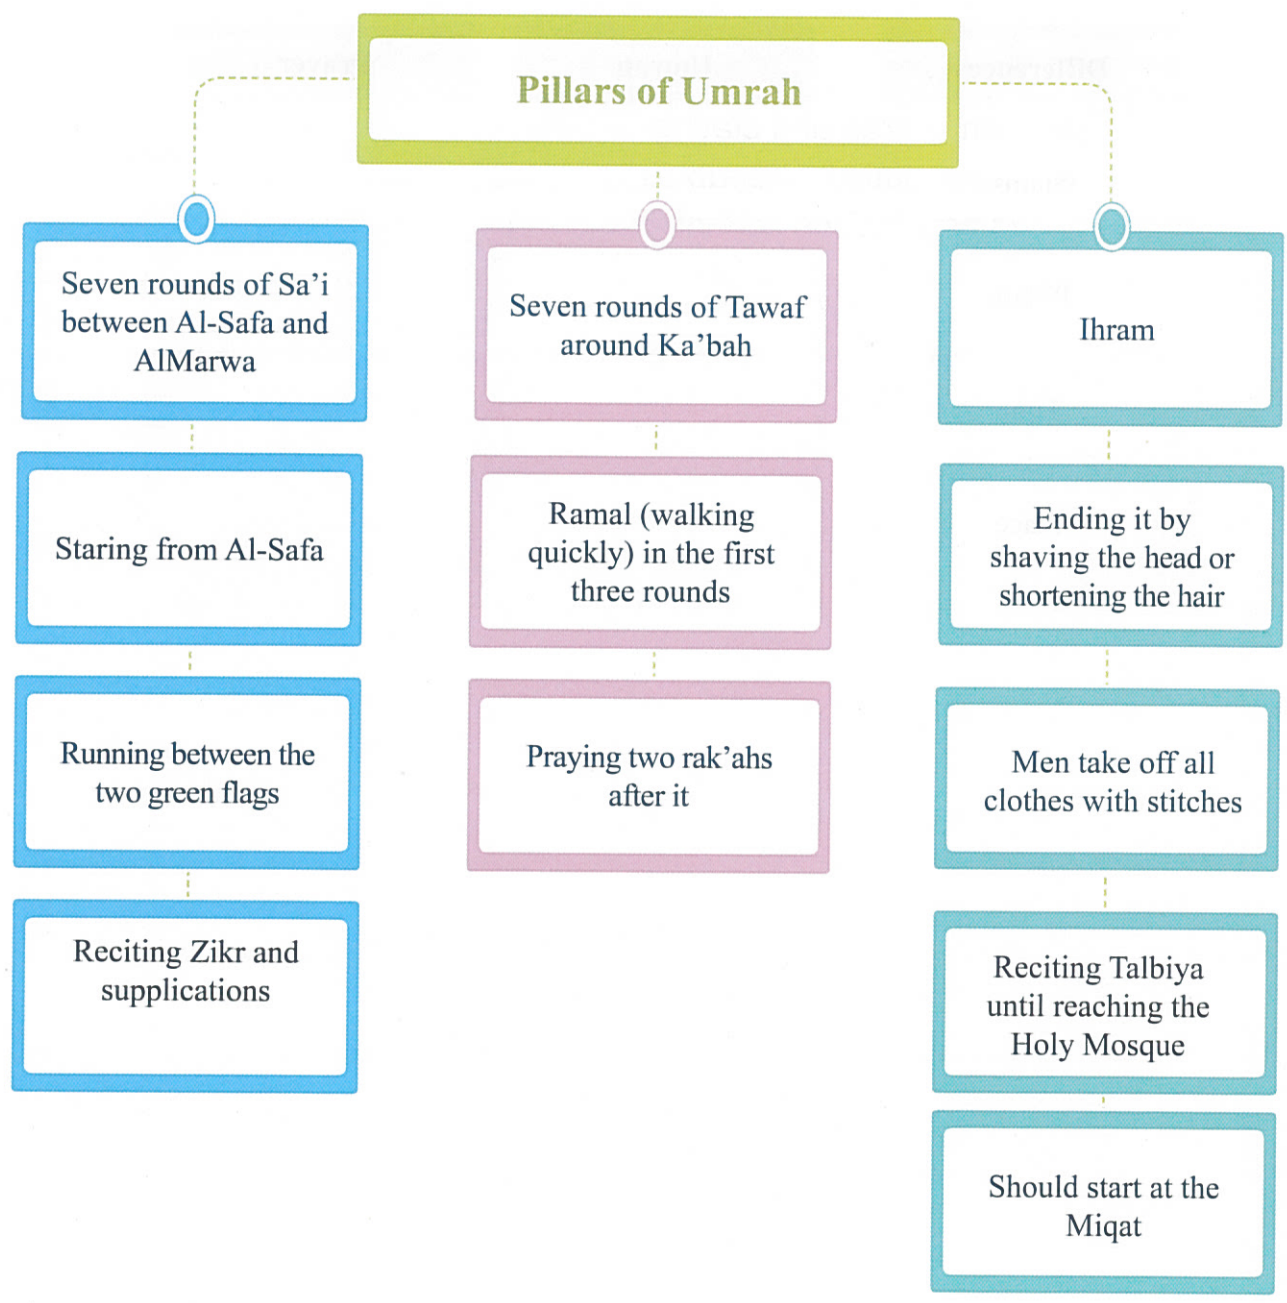 Pillars of Umrah
Seven rounds of Sa’i
between Al-Safa and
AlMarwa
Staring from Al-Safa
Running between the
two green flags
Reciting Zikr and
supplications
Seven rounds of Tawaf
around Ka’bah
Ramal (walking
quickly) in the first
three rounds
Praying two rak’ahs
after it
Ihram
Ending it by
shaving the head or
shortening the hair
Men take off all
clothes with stitches
Reciting Talbiya
until reaching the
Holy Mosque
Should start at the
Miqat